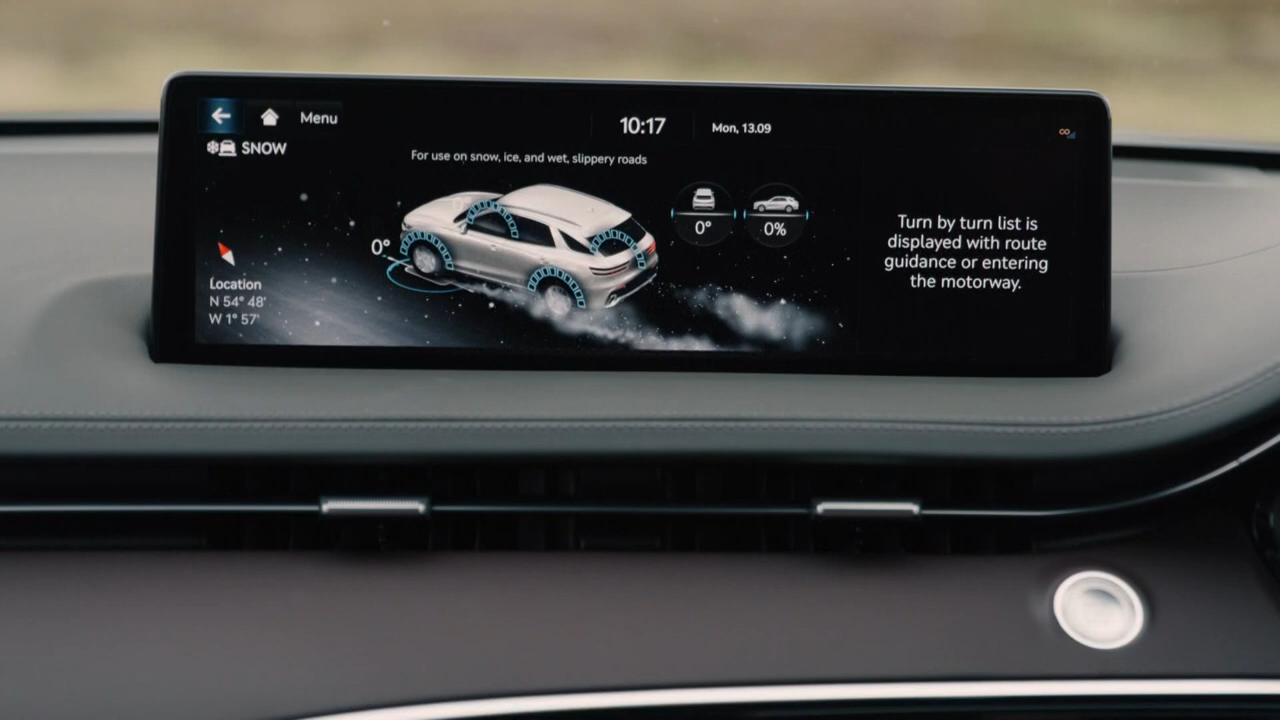 Menu
10:17
Mon, 13.09
SNOW
For use on snow, ice, and wet, slippery roads
0°
0°
0%
Location
N 54° 48'
W 1° 57'
Turn by turn list is
displayed with route
guidance or entering
the motorway.